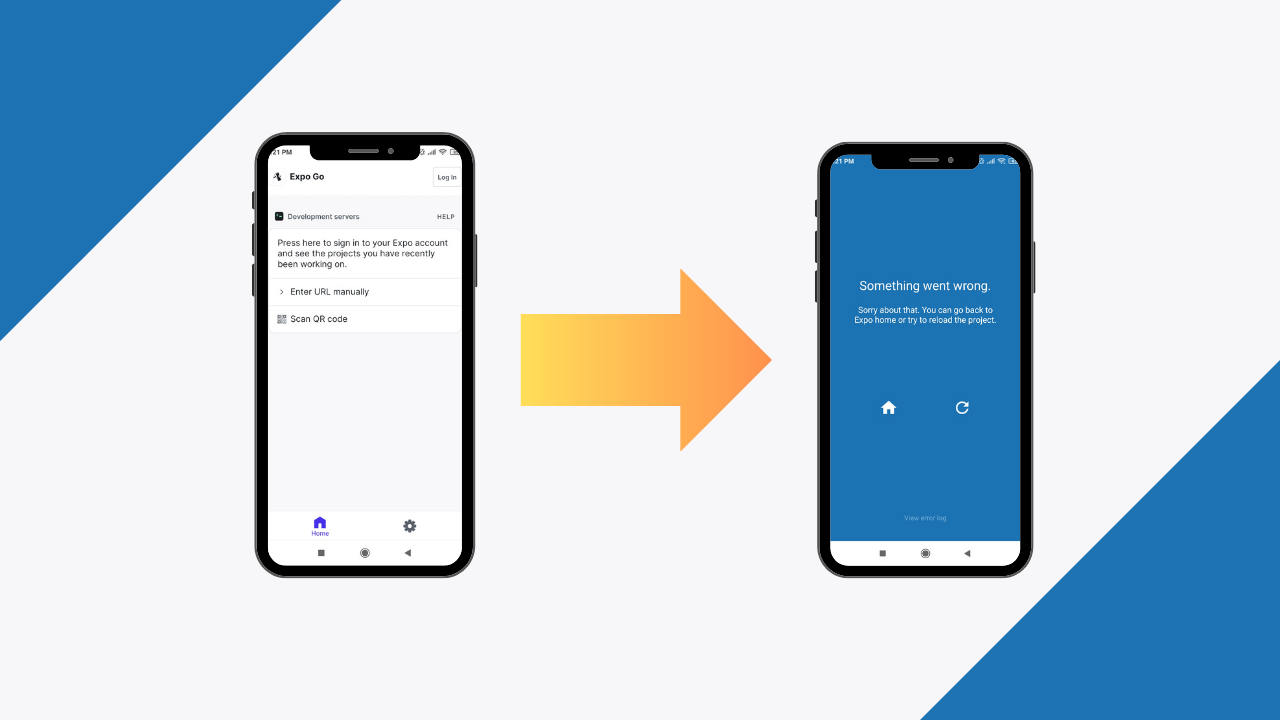 :21 PM
Expo Go
Log In
Development servers
HELP
Press here to sign in to your Expo account
and see the projects you have recently
been working on.
Enter URL manually
Scan QR code
Home
:21 PM
Something went wrong.
Sorry about that. You can go back to
Expo home or try to reload the project.
View error log